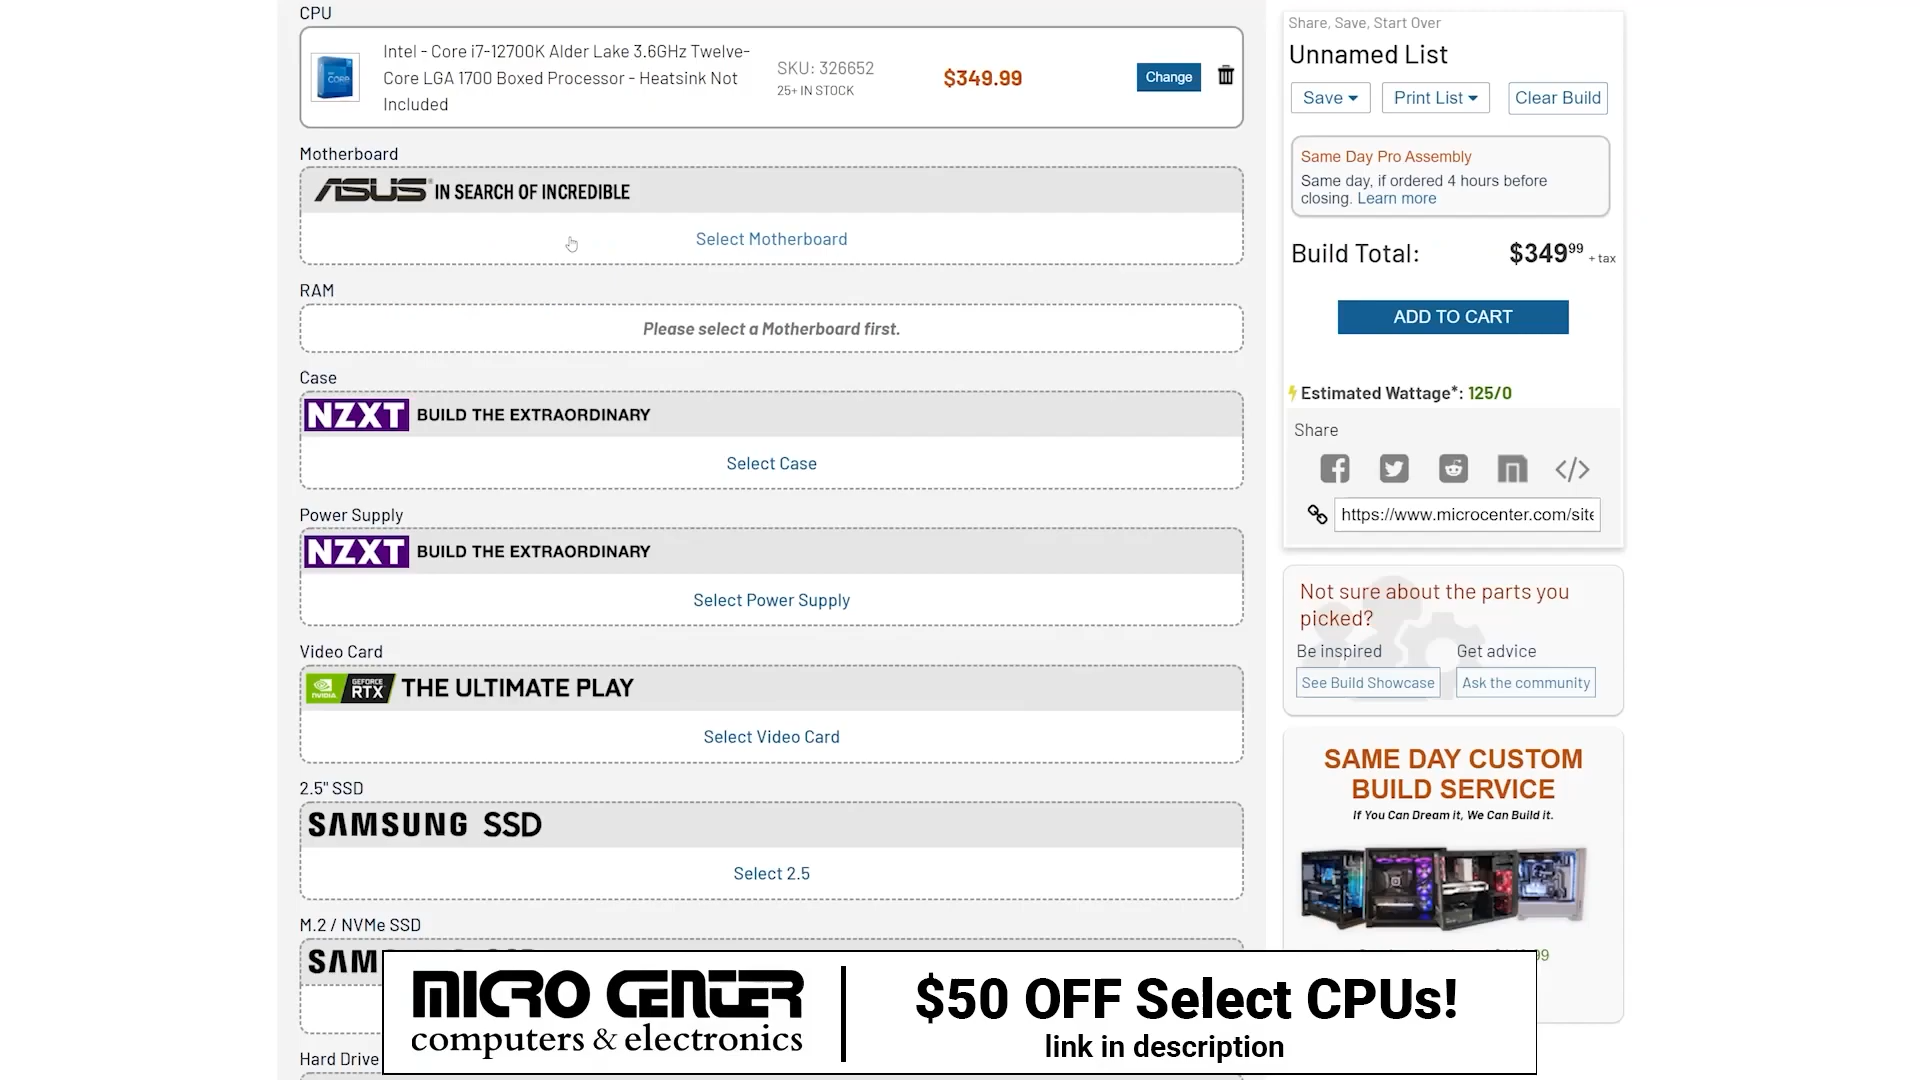 CPU
Intel - Core i7-12700K Alder Lake 3.6GHz Twelve-
Core LGA 1700 Boxed Processor - Heatsink Not
Included
SKU: 326652
25+ IN STOCK
$349.99
Change
Motherboard
ASUS IN SEARCH OF INCREDIBLE
Select Motherboard
RAM
Please select a Motherboard first.
Case
NZXT BUILD THE EXTRAORDINARY
Select Case
Power Supply
NZXT BUILD THE EXTRAORDINARY
Select Power Supply
Video Card
NVIDIA GEFORCE RTX THE ULTIMATE PLAY
Select Video Card
2.5" SSD
SAMSUNG SSD
Select 2.5
M.2 / NVMe SSD
SAM
Hard Drive
Share, Save, Start Over
Unnamed List
Save
Print List
Clear Build
Same Day Pro Assembly
Same day, if ordered 4 hours before
closing. Learn more
Build Total: $349⁹⁹ + tax
ADD TO CART
Estimated Wattage*: 125/0
Share
https://www.microcenter.com/site
Not sure about the parts you
picked?
Be inspired
Get advice
See Build Showcase
Ask the community
SAME DAY CUSTOM
BUILD SERVICE
If You Can Dream it, We Can Build it.
MICRO CENTER
computers & electronics
$50 OFF Select CPUs!
link in description